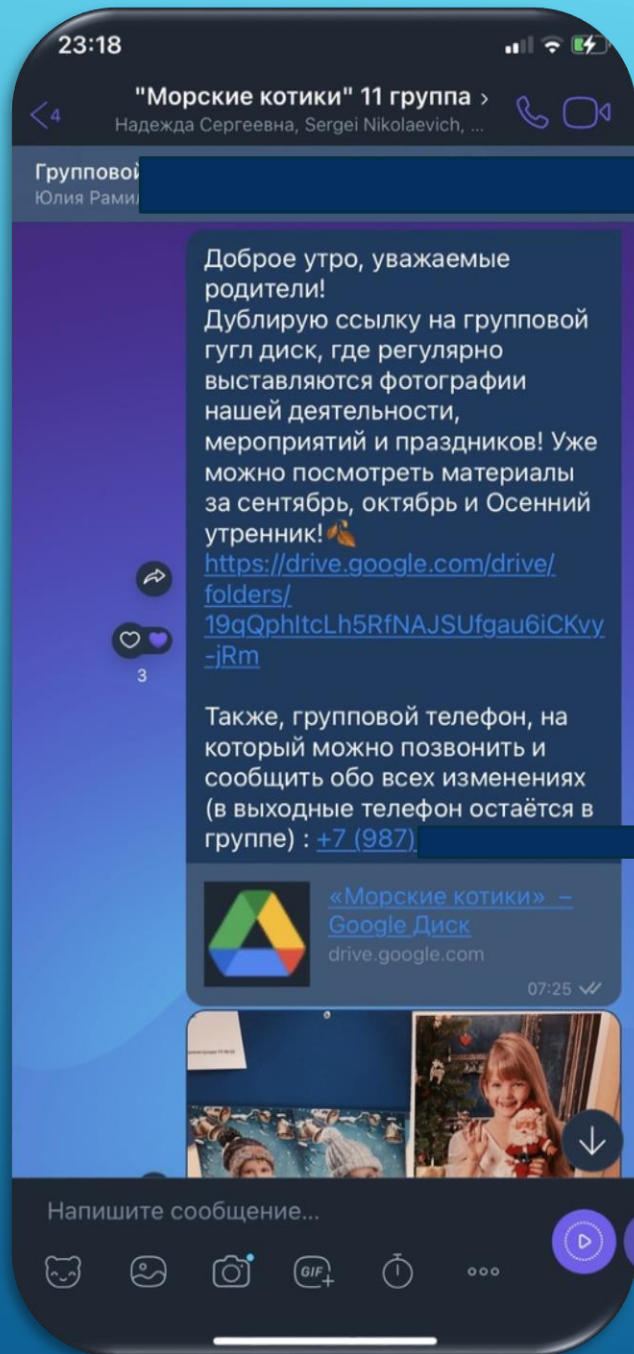 23:18
4
"Морские котики" 11 группа >
Надежда Сергеевна, Sergei Nikolaevich, ...
Групповой
Юлия
Доброе утро, уважаемые
родители!
Дублирую ссылку на групповой
гугл диск, где регулярно
выставляются фотографии
нашей деятельности,
мероприятий и праздников! Уже
можно посмотреть материалы
за сентябрь, октябрь и Осенний
утренник!🍂
https://drive.google.com/drive/
folders/
19qQphItcLh5RfNAJSUfgau6iCKvy
-jRm
3
Также, групповой телефон, на
который можно позвонить и
сообщить обо всех изменениях
(в выходные телефон остаётся в
группе) : +7 (987)
«Морские котики» –
Google Диск
drive.google.com
07:25
Напишите сообщение...
GIF